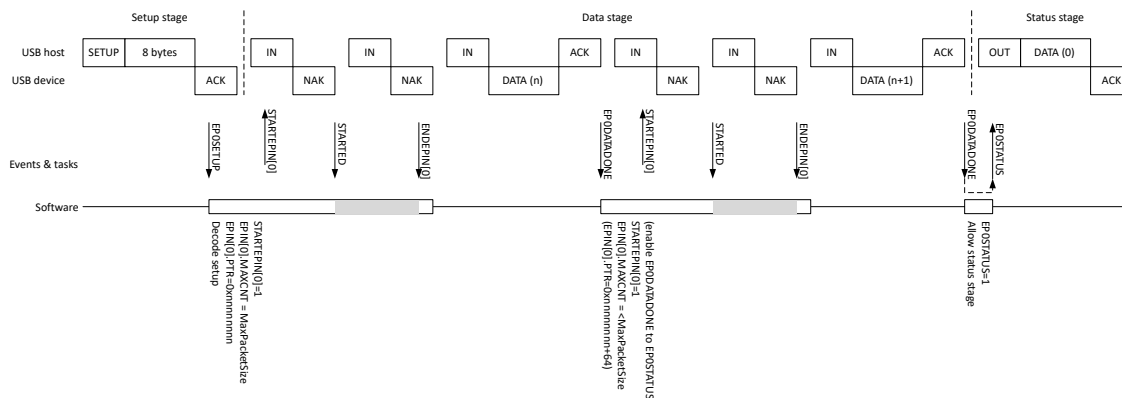 Setup stage
Data stage
Status stage
USB host
SETUP
8 bytes
IN
IN
IN
ACK
IN
IN
IN
ACK
OUT
DATA (0)
USB device
ACK
NAK
NAK
DATA (n)
NAK
NAK
DATA (n+1)
ACK
Events & tasks
EP0SETUP
STARTEPIN[0]
STARTED
ENDEPIN[0]
EP0DATADONE
STARTEPIN[0]
STARTED
ENDEPIN[0]
EP0DATADONE
EP0STATUS
Software
STARTEPIN[0]=1
EPIN[0].MAXCNT = MaxPacketSize
EPIN[0].PTR=0xnnnnnnnn
Decode setup
(enable EP0DATADONE to EP0STATUS
STARTEPIN[0]=1
EPIN[0].MAXCNT = <MaxPacketSize
(EPIN[0].PTR=0xnnnnnnnn+64)
EP0STATUS=1
Allow status stage